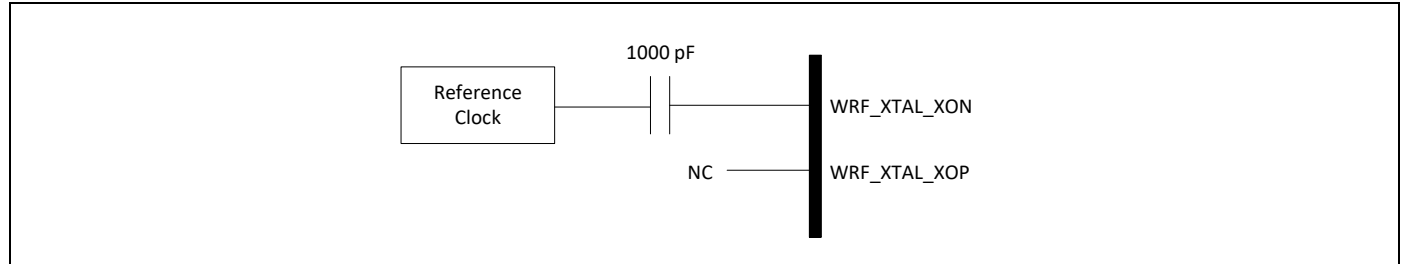 1000 pF
Reference
Clock
WRF_XTAL_XON
NC
WRF_XTAL_XOP